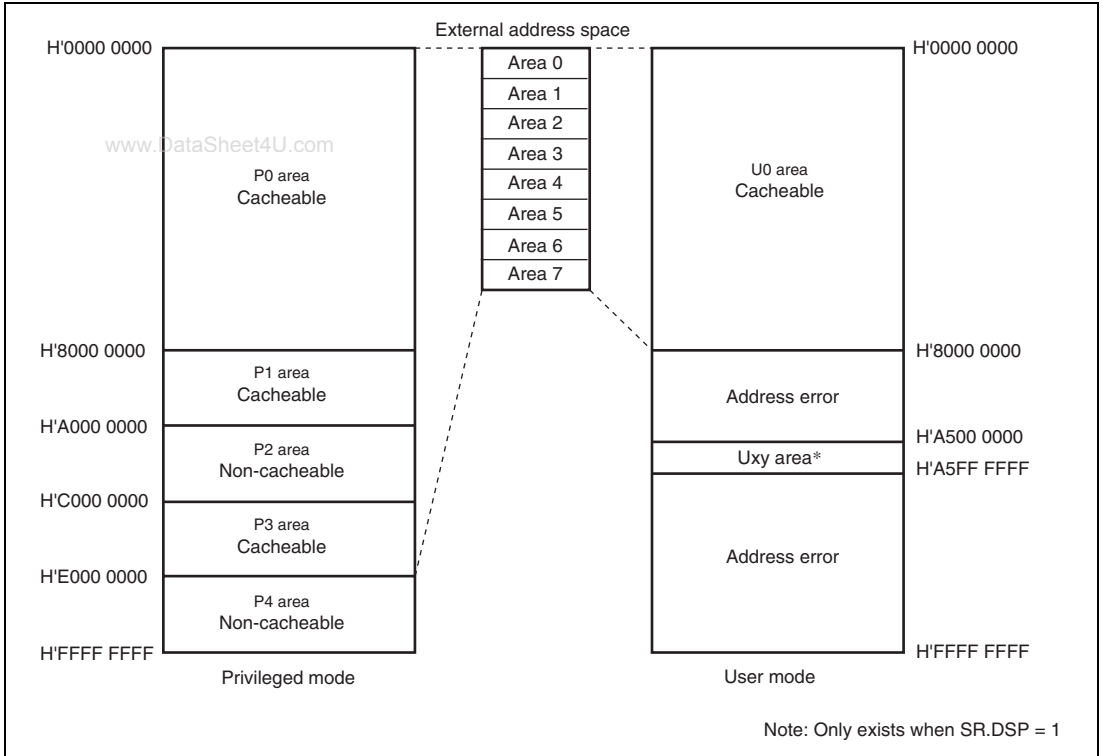 External address space
H'0000 0000
H'0000 0000
Area 0
Area 1
Area 2
Area 3
Area 4
Area 5
Area 6
Area 7
www.DataSheet4U.com
P0 area
Cacheable
U0 area
Cacheable
H'8000 0000
H'8000 0000
P1 area
Cacheable
Address error
H'A000 0000
H'A500 0000
P2 area
Non-cacheable
Uxy area*
H'A5FF FFFF
H'C000 0000
P3 area
Cacheable
Address error
H'E000 0000
P4 area
Non-cacheable
H'FFFF FFFF
H'FFFF FFFF
Privileged mode
User mode
Note: Only exists when SR.DSP = 1